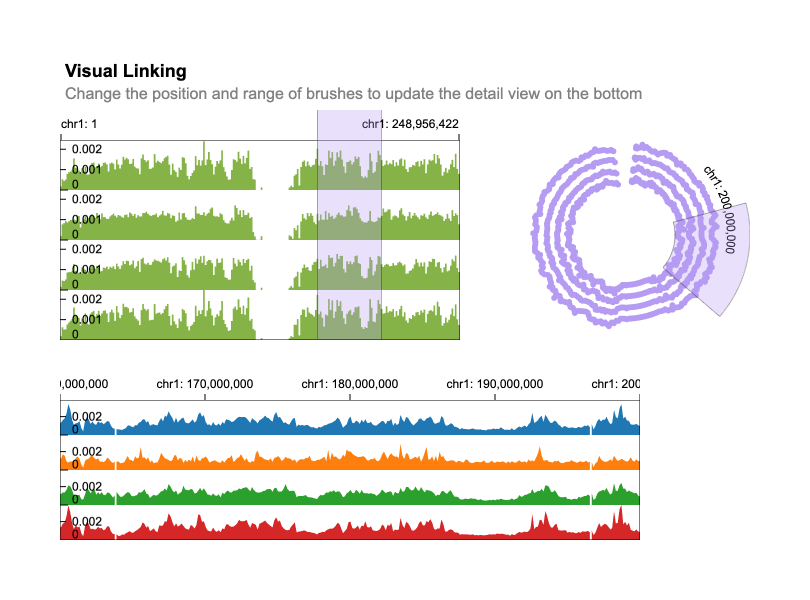 Visual Linking
Change the position and range of brushes to update the detail view on the bottom
chr1: 1
chr1: 248,956,422
0.002
0.001
0
0.002
0.001
0
0.002
0.001
0
0.002
0.001
0
chr1: 200,000,000
0,000,000
chr1: 170,000,000
chr1: 180,000,000
chr1: 190,000,000
chr1: 200
0.002
0
0.002
0
0.002
0
0.002
0